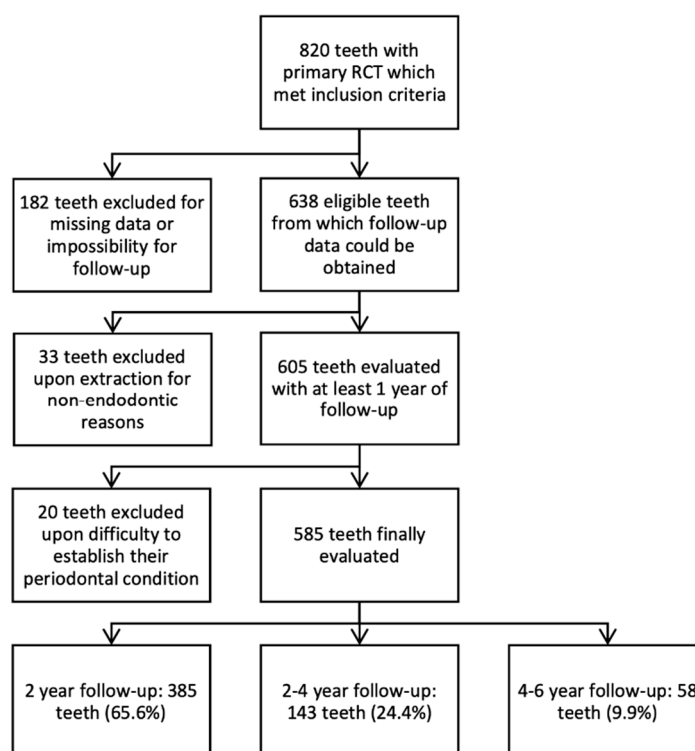 820 teeth with
primary RCT which
met inclusion criteria
182 teeth excluded for
missing data or
impossibility for
follow-up
638 eligible teeth
from which follow-up
data could be
obtained
33 teeth excluded
upon extraction for
non-endodontic
reasons
605 teeth evaluated
with at least 1 year of
follow-up
20 teeth excluded
upon difficulty to
establish their
periodontal condition
585 teeth finally
evaluated
2 year follow-up: 385
teeth (65.6%)
2-4 year follow-up:
143 teeth (24.4%)
4-6 year follow-up: 58
teeth (9.9%)